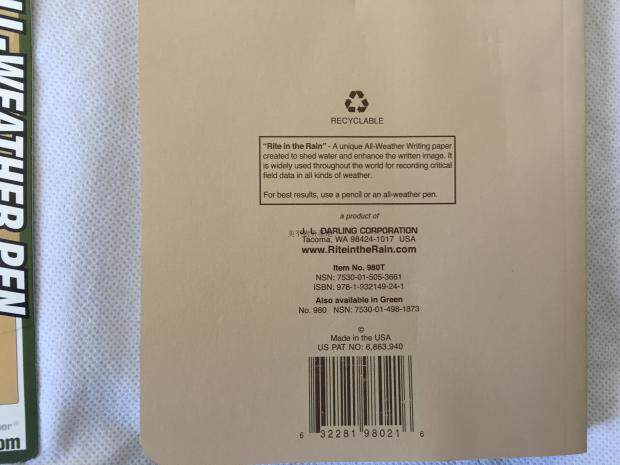 ALL-WEATHER PEN
RECYCLABLE
"Rite in the Rain" - A unique All-Weather Writing paper
created to shed water and enhance the written image. It
is widely used throughout the world for recording critical
field data in all kinds of weather.
For best results, use a pencil or an all-weather pen.
a product of
J. L. DARLING CORPORATION
Tacoma, WA 98424-1017 USA
www.RiteintheRain.com
Item No. 980T
NSN: 7530-01-505-3661
ISBN: 978-1-932149-24-1
Also available in Green
No. 980 NSN: 7530-01-498-1873
©
Made in the USA
US PAT NO: 6,863,940
6 32281 98021 6
er®
om